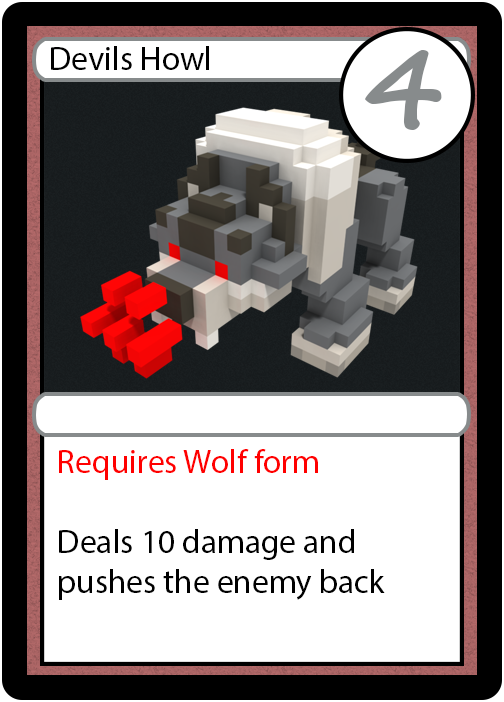 Devils Howl
4
Requires Wolf form
Deals 10 damage and
pushes the enemy back